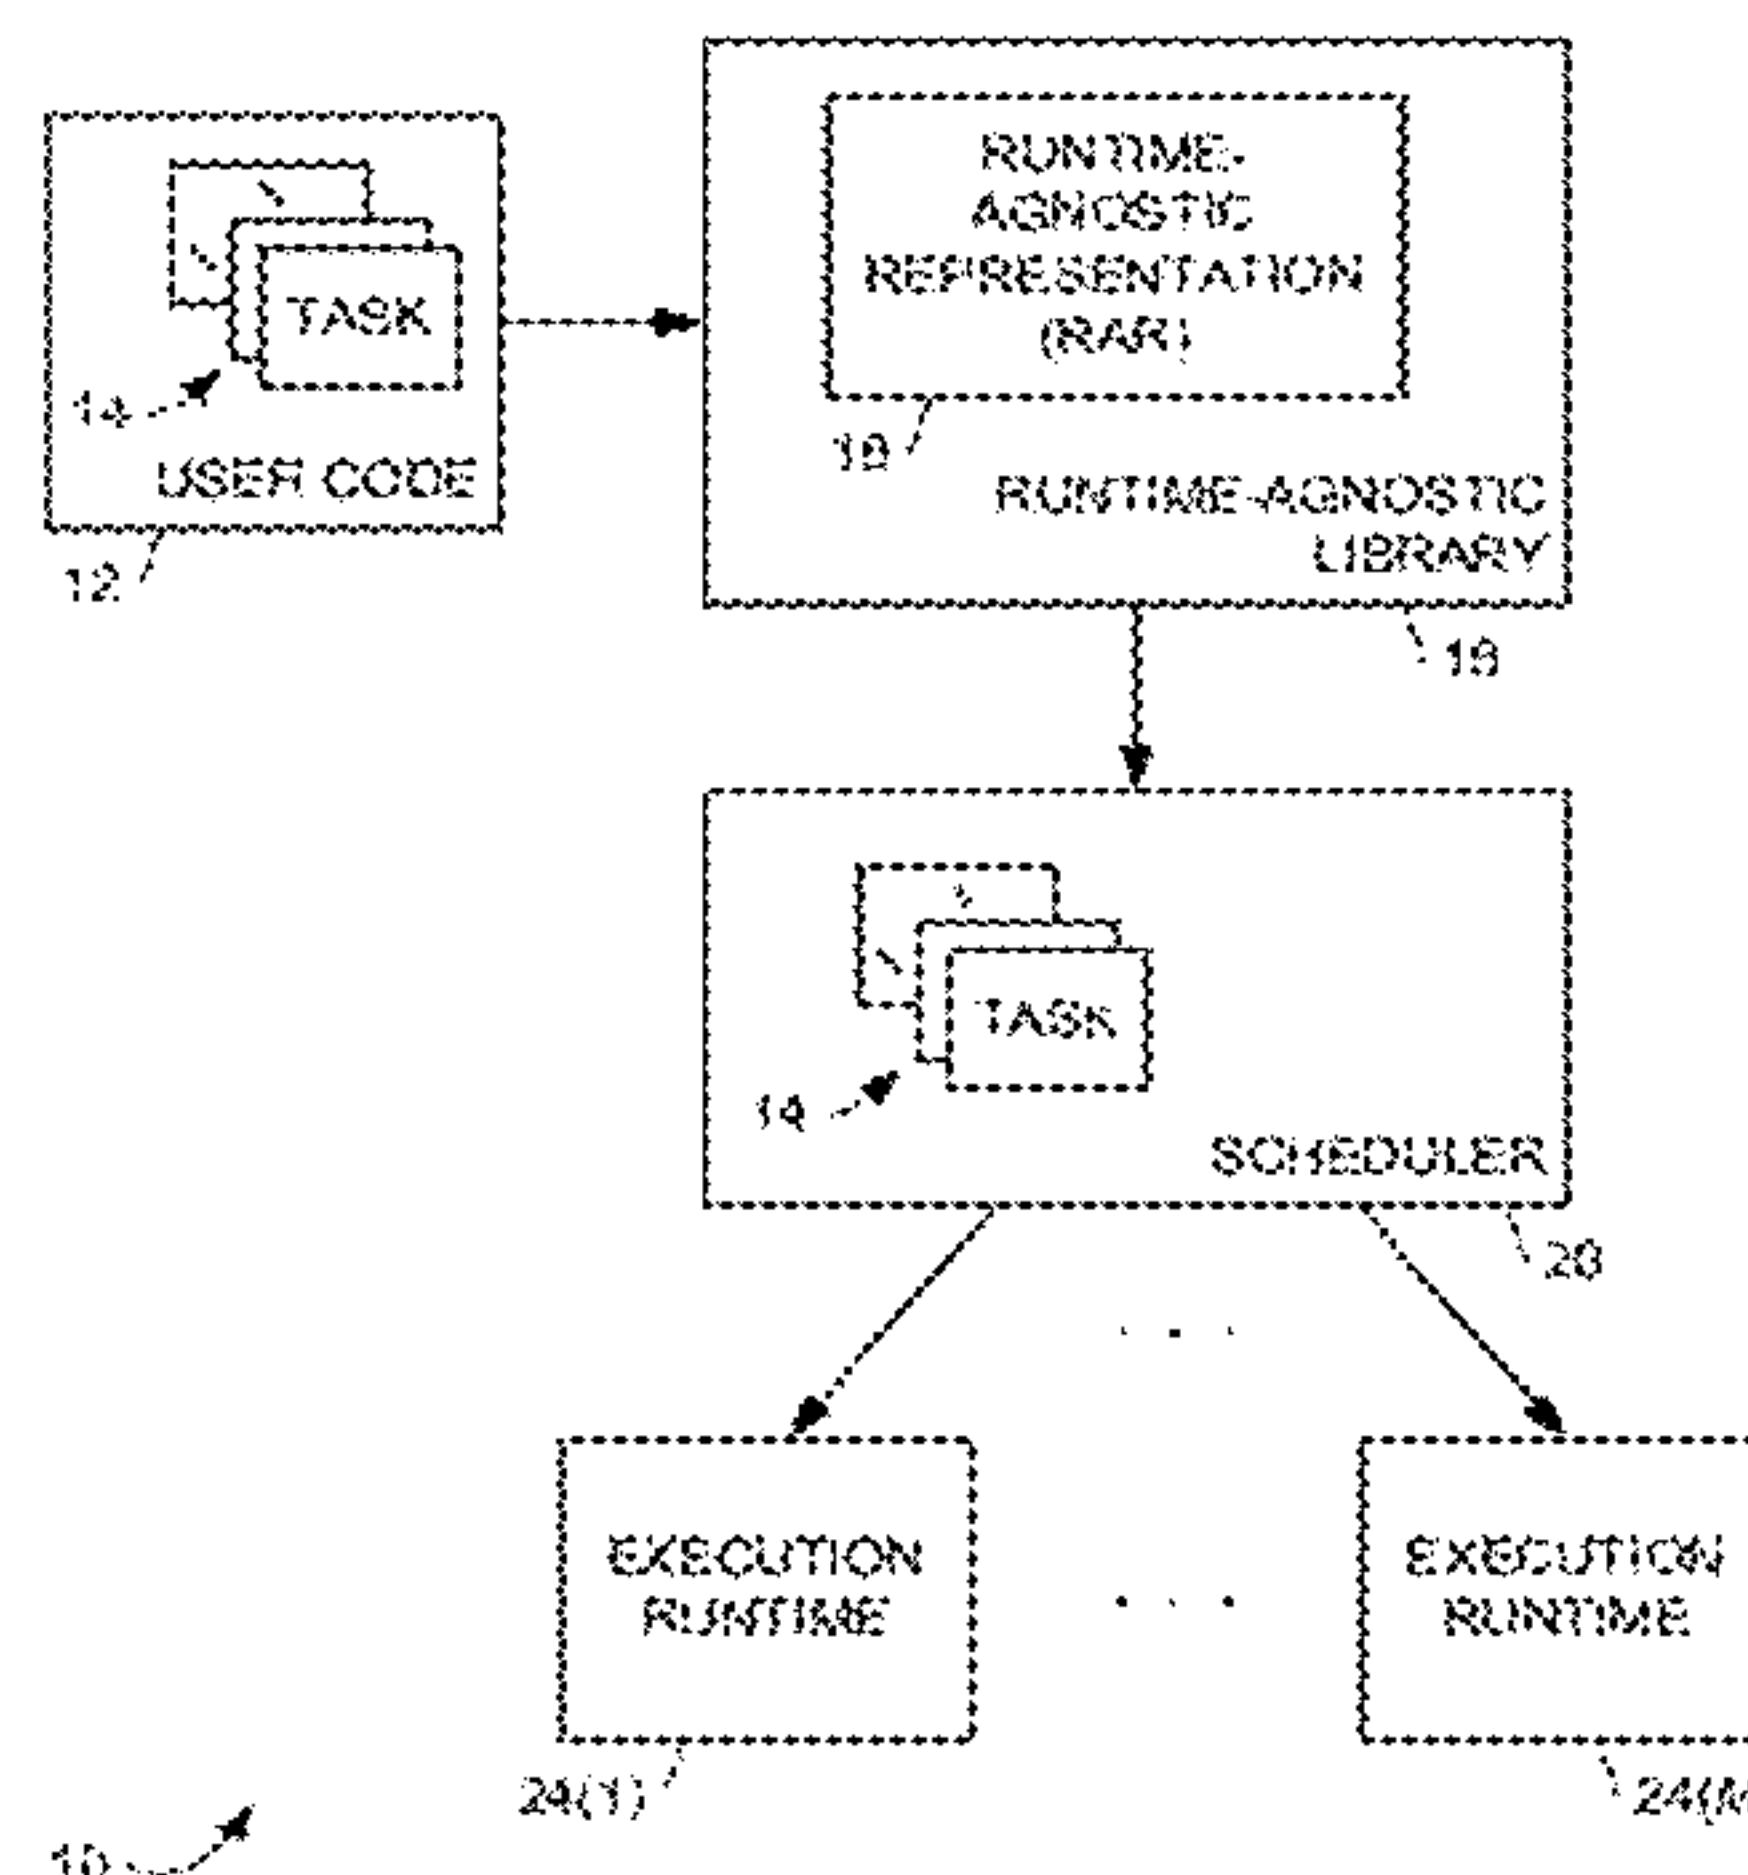 RUNTIME-
AGNOSTIC
REPRESENTATION
(RAR)
TASK
14
USER CODE
12
RUNTIME-AGNOSTIC
LIBRARY
TASK
14
SCHEDULER
20
EXECUTION
RUNTIME
EXECUTION
RUNTIME
24(1)
10